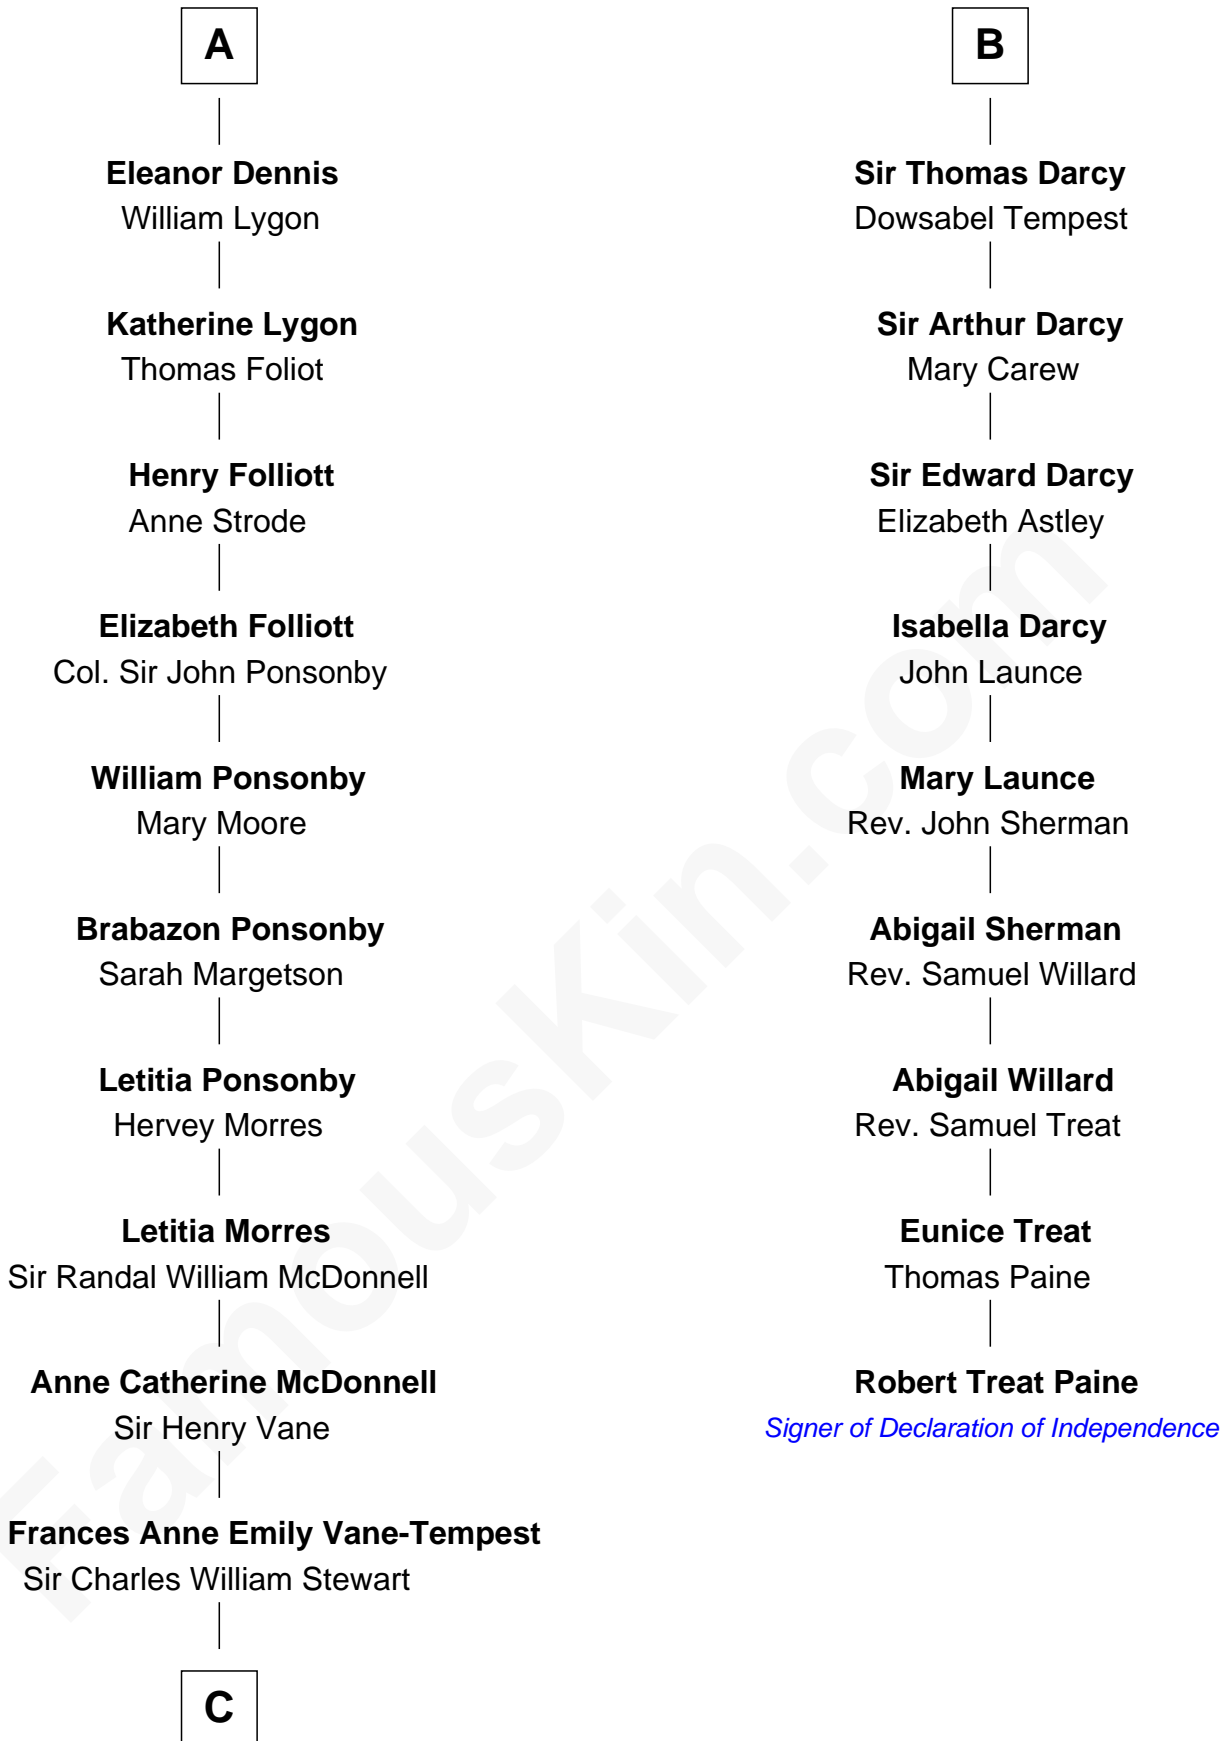 A
Eleanor Dennis
William Lygon
Katherine Lygon
Thomas Foliot
Henry Folliott
Anne Strode
Elizabeth Folliott
Col. Sir John Ponsonby
William Ponsonby
Mary Moore
Brabazon Ponsonby
Sarah Margetson
Letitia Ponsonby
Hervey Morres
Letitia Morres
Sir Randal William McDonnell
Anne Catherine McDonnell
Sir Henry Vane
Frances Anne Emily Vane-Tempest
Sir Charles William Stewart
C
B
Sir Thomas Darcy
Dowsabel Tempest
Sir Arthur Darcy
Mary Carew
Sir Edward Darcy
Elizabeth Astley
Isabella Darcy
John Launce
Mary Launce
Rev. John Sherman
Abigail Sherman
Rev. Samuel Willard
Abigail Willard
Rev. Samuel Treat
Eunice Treat
Thomas Paine
Robert Treat Paine
Signer of Declaration of Independence
FamousKin.com